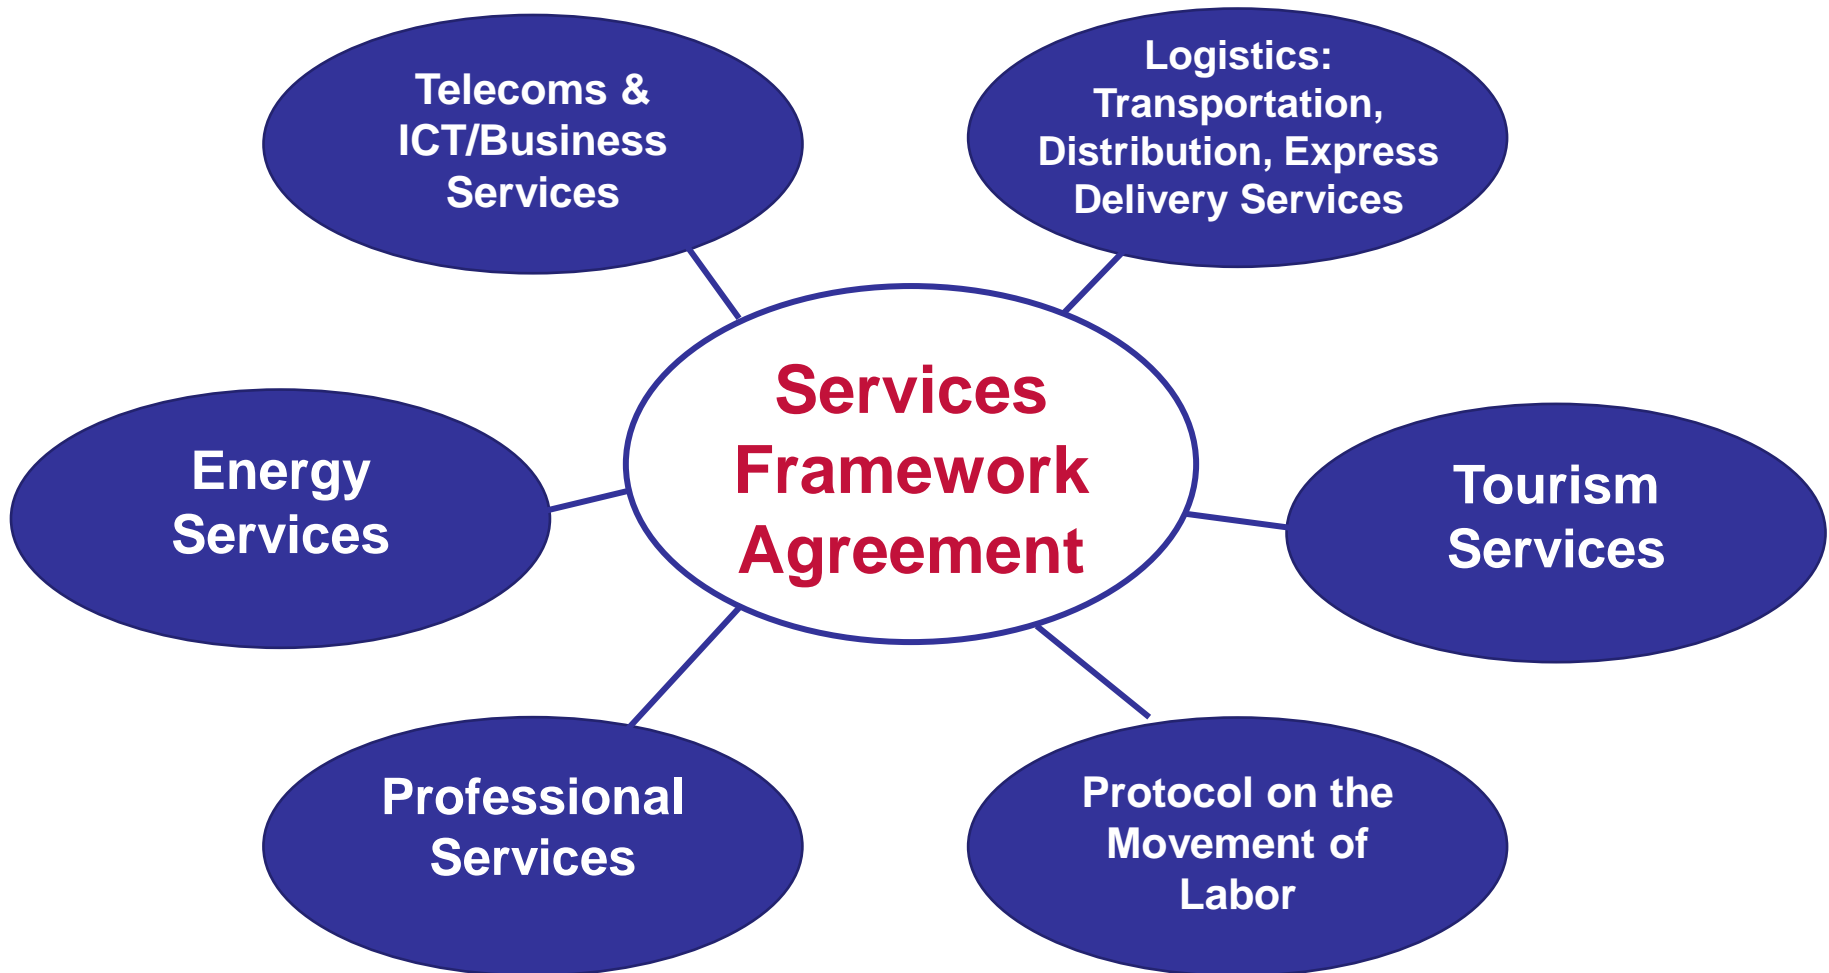 Telecoms &
ICT/Business
Services
Logistics:
Transportation,
Distribution, Express
Delivery Services
Services
Framework
Agreement
Energy
Services
Tourism
Services
Professional
Services
Protocol on the
Movement of
Labor